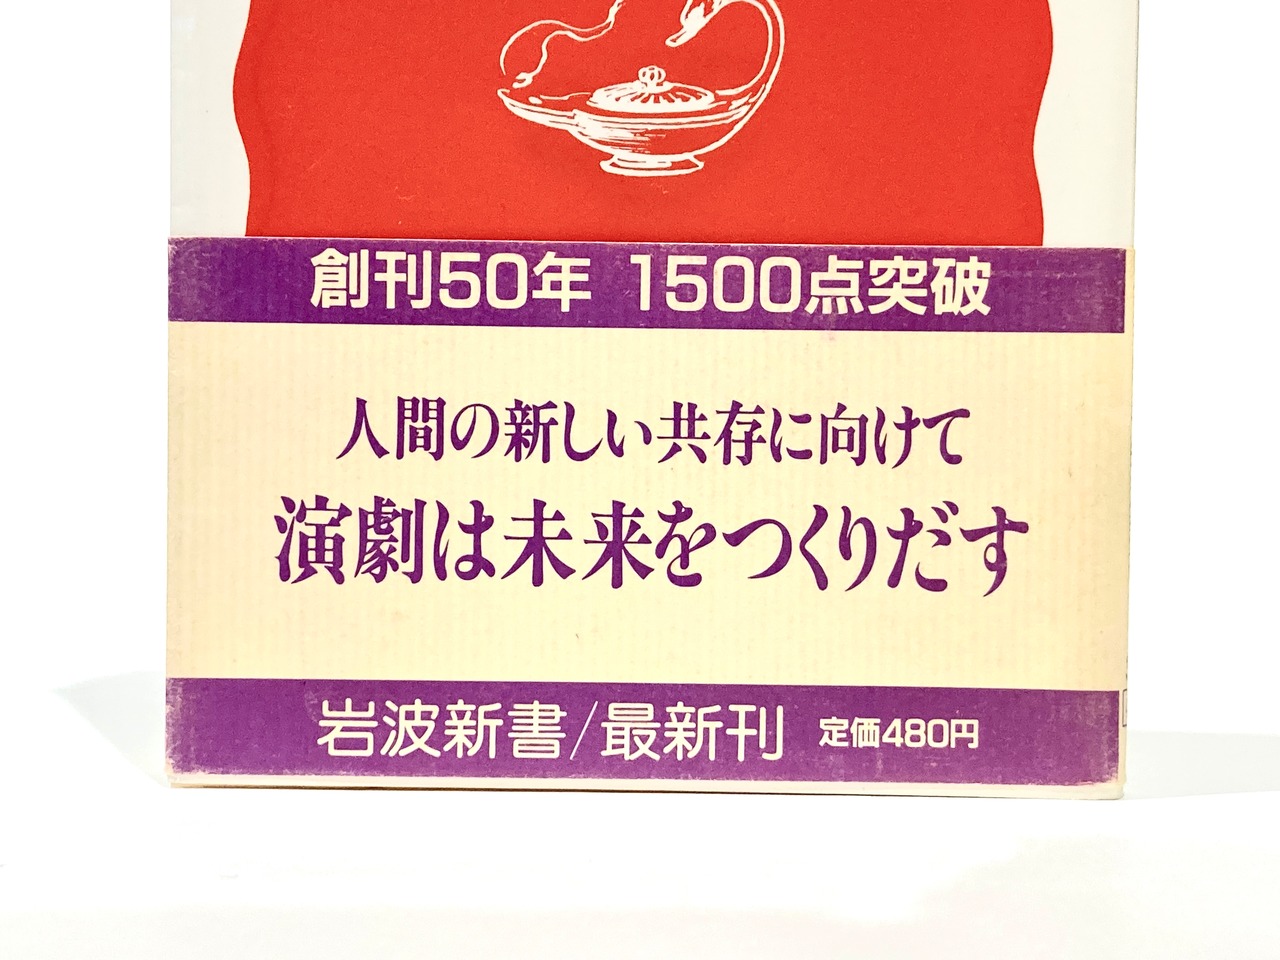 創刊50年 1500点突破
人間の新しい共存に向けて
演劇は未来をつくりだす
岩波新書/最新刊 定価480円